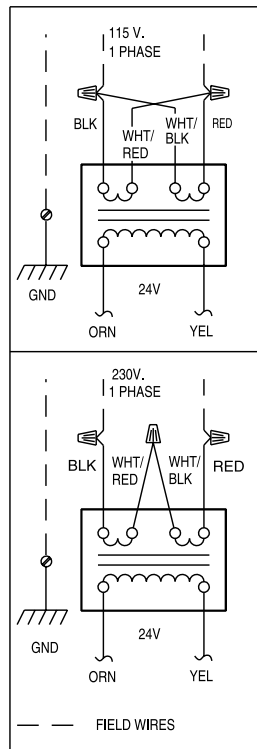 115 V.
1 PHASE
BLK
WHT/
RED
WHT/
BLK
RED
GND
24V
ORN
YEL
230V.
1 PHASE
BLK
WHT/
RED
WHT/
BLK
RED
GND
24V
ORN
YEL
FIELD WIRES